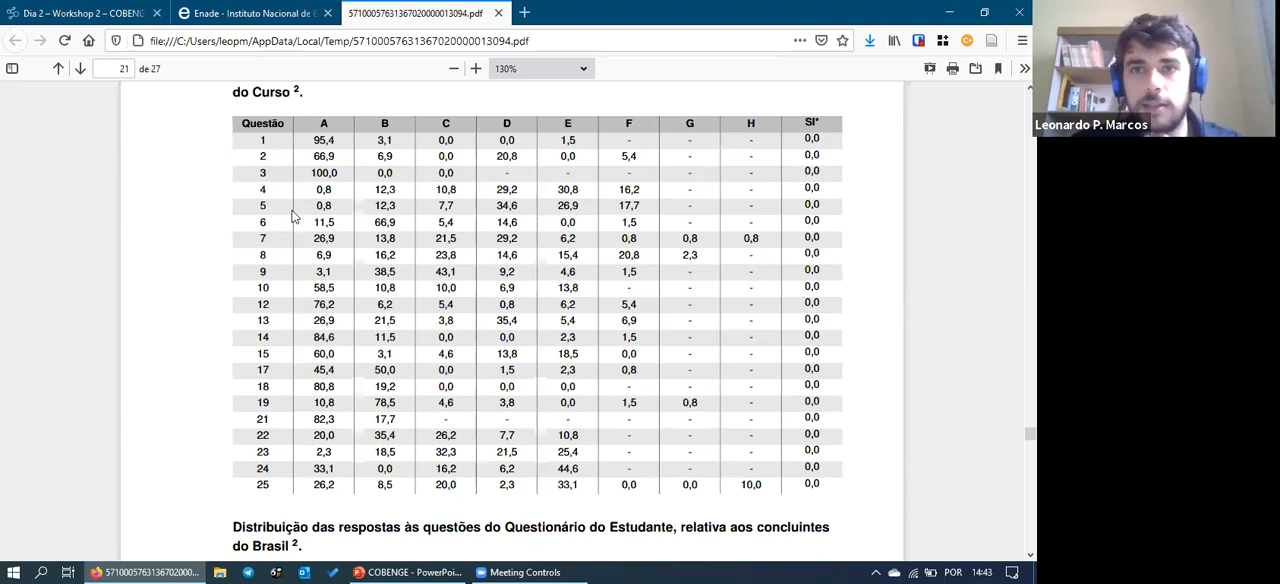 Dia 2 – Workshop 2 – COBENG
Enade - Instituto Nacional de E
57100057631367020000013094.pdf
file:///C:/Users/leopm/AppData/Local/Temp/57100057631367020000013094.pdf
21 de 27
130%
Leonardo P. Marcos
do Curso 2.
Questão A B C D E F G H SI*
1 95,4 3,1 0,0 0,0 1,5 - - - 0,0
2 66,9 6,9 0,0 20,8 0,0 5,4 - - 0,0
3 100,0 0,0 0,0 - - - - - 0,0
4 0,8 12,3 10,8 29,2 30,8 16,2 - - 0,0
5 0,8 12,3 7,7 34,6 26,9 17,7 - - 0,0
6 11,5 66,9 5,4 14,6 0,0 1,5 - - 0,0
7 26,9 13,8 21,5 29,2 6,2 0,8 0,8 0,8 0,0
8 6,9 16,2 23,8 14,6 15,4 20,8 2,3 - 0,0
9 3,1 38,5 43,1 9,2 4,6 1,5 - - 0,0
10 58,5 10,8 10,0 6,9 13,8 - - - 0,0
12 76,2 6,2 5,4 0,8 6,2 5,4 - - 0,0
13 26,9 21,5 3,8 35,4 5,4 6,9 - - 0,0
14 84,6 11,5 0,0 0,0 2,3 1,5 - - 0,0
15 60,0 3,1 4,6 13,8 18,5 0,0 - - 0,0
17 45,4 50,0 0,0 1,5 2,3 0,8 - - 0,0
18 80,8 19,2 0,0 0,0 0,0 - - - 0,0
19 10,8 78,5 4,6 3,8 0,0 1,5 0,8 - 0,0
21 82,3 17,7 - - - - - - 0,0
22 20,0 35,4 26,2 7,7 10,8 - - - 0,0
23 2,3 18,5 32,3 21,5 25,4 - - - 0,0
24 33,1 0,0 16,2 6,2 44,6 - - - 0,0
25 26,2 8,5 20,0 2,3 33,1 0,0 0,0 10,0 0,0
Distribuição das respostas às questões do Questionário do Estudante, relativa aos concluintes
do Brasil 2.
5710005763136702000...
COBENGE - PowerPoi...
Meeting Controls
POR 14:43